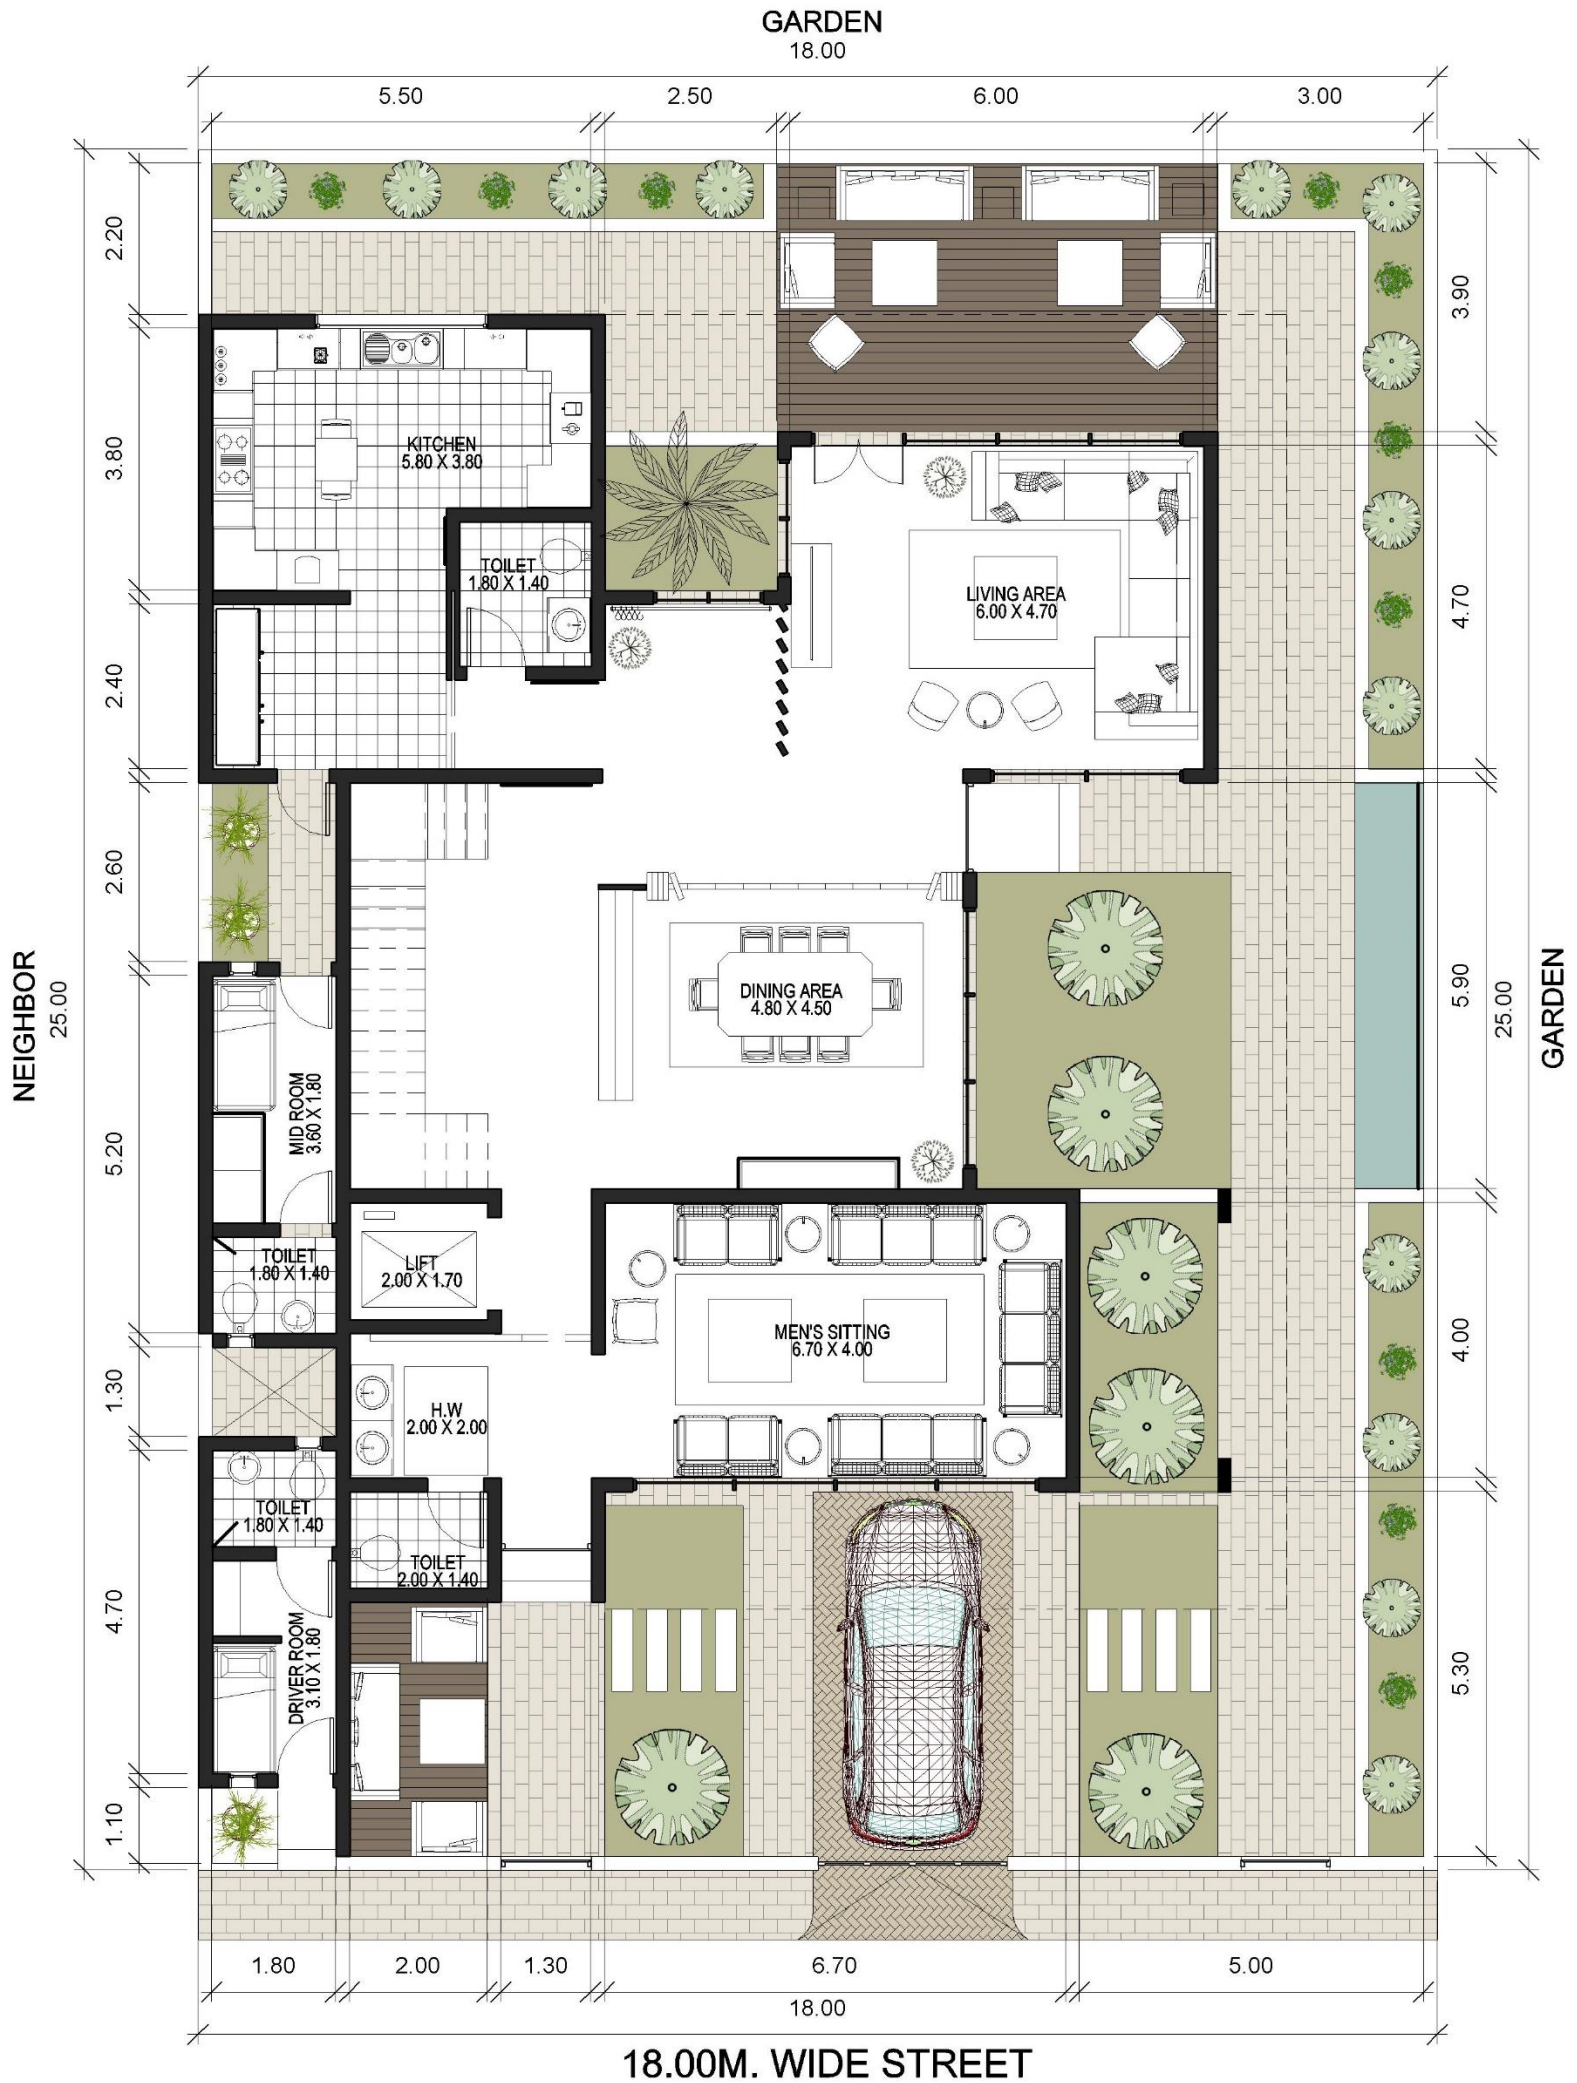 GARDEN
18.00
5.50
2.50
6.00
3.00
2.20
3.90
3.80
KITCHEN
5.80 X 3.80
TOILET
1.80 X 1.40
LIVING AREA
6.00 X 4.70
4.70
2.40
2.60
NEIGHBOR
25.00
DINING AREA
4.80 X 4.50
5.90
25.00
GARDEN
MID ROOM
3.60 X 1.80
5.20
TOILET
1.80 X 1.40
LIFT
2.00 X 1.70
MEN'S SITTING
6.70 X 4.00
4.00
1.30
H.W
2.00 X 2.00
TOILET
1.80 X 1.40
TOILET
2.00 X 1.40
4.70
DRIVER ROOM
3.10 X 1.80
5.30
1.10
1.80
2.00
1.30
6.70
5.00
18.00
18.00M. WIDE STREET